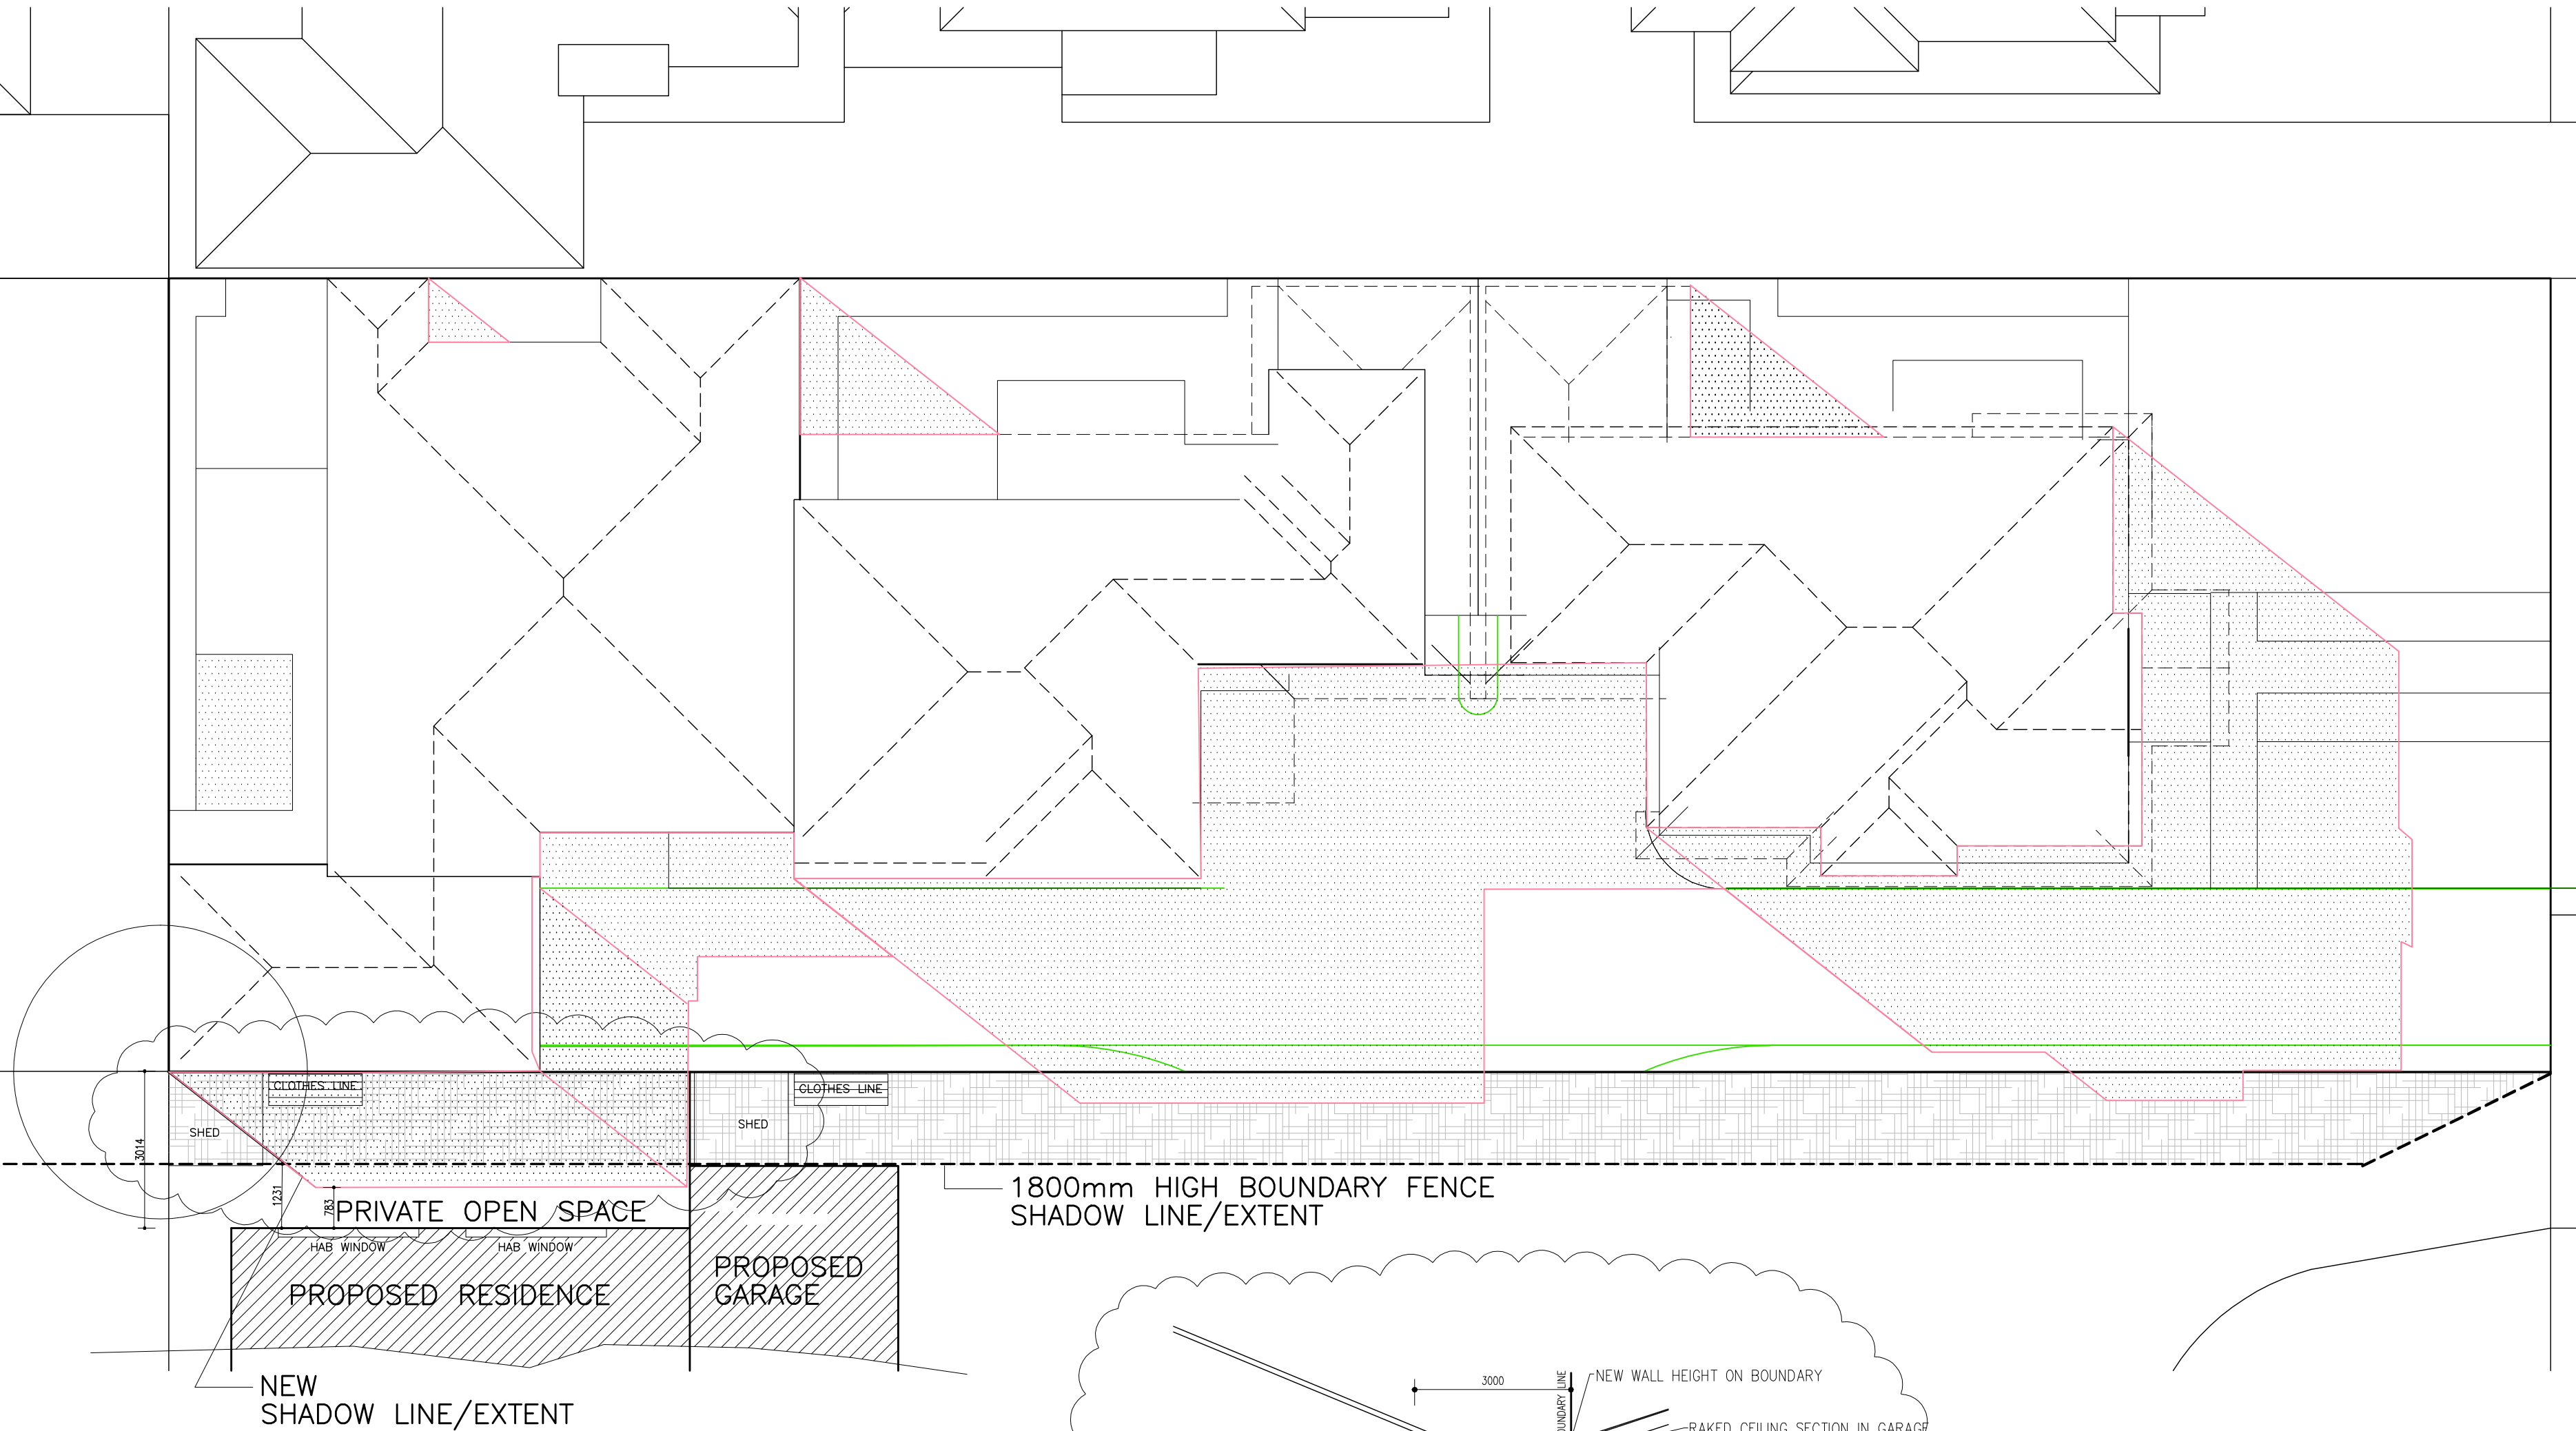 CLOTHES LINE
CLOTHES LINE
SHED
SHED
3014
1231
783
PRIVATE OPEN SPACE
1800mm HIGH BOUNDARY FENCE
SHADOW LINE/EXTENT
HAB WINDOW
HAB WINDOW
PROPOSED RESIDENCE
PROPOSED
GARAGE
NEW
SHADOW LINE/EXTENT
3000
NEW WALL HEIGHT ON BOUNDARY
OUNDARY LINE
RAKED CEILING SECTION IN GARAGE